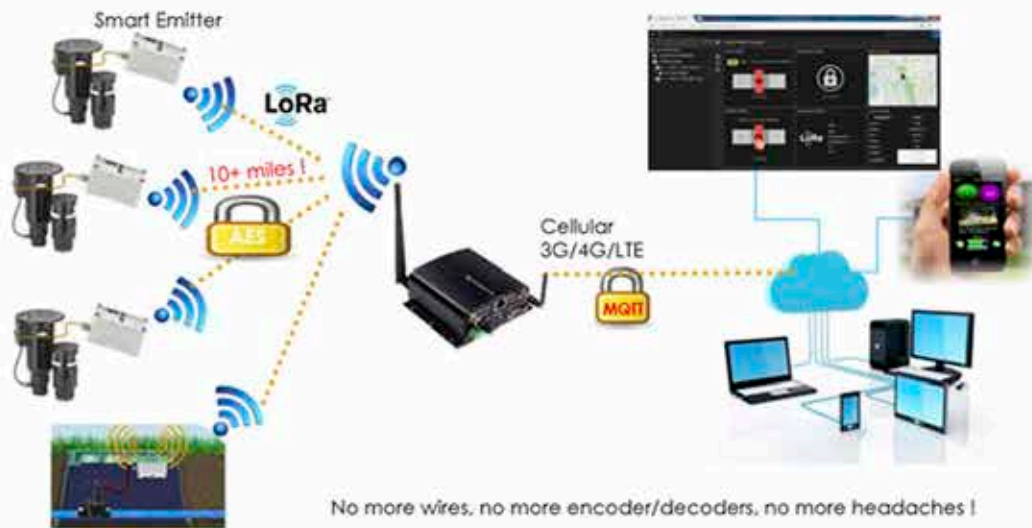 Smart Emitter
LoRa
10+ miles !
AES
Cellular
3G/4G/LTE
MQTT
LoRa
No more wires, no more encoder/decoders, no more headaches !